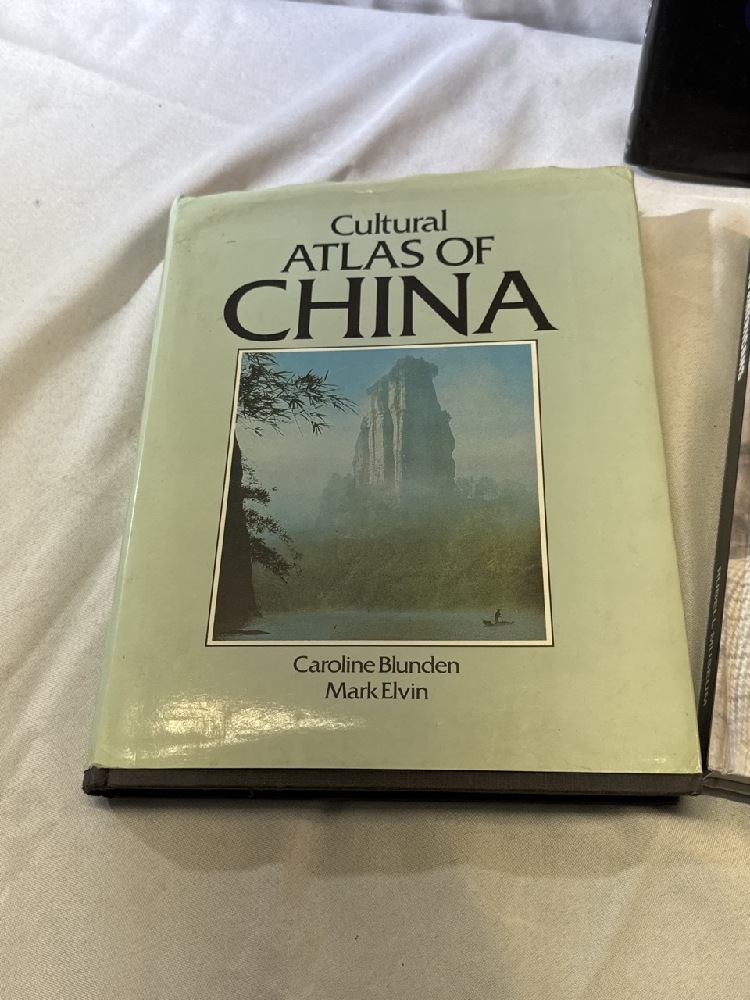 Cultural
ATLAS OF
CHINA
Caroline Blunden
Mark Elvin